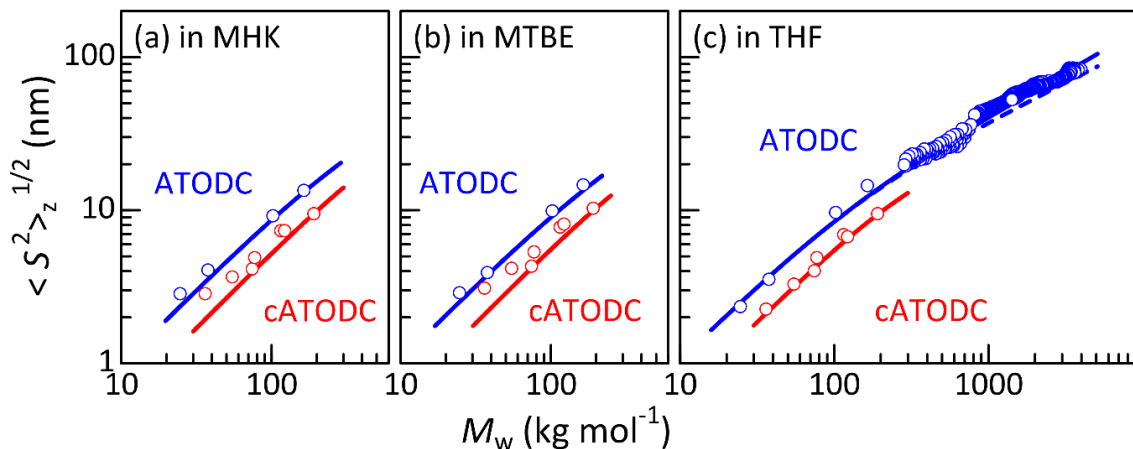 (a) in MHK
(b) in MTBE
(c) in THF
100
10
1
< S² >z 1/2 (nm)
ATODC
cATODC
ATODC
cATODC
ATODC
cATODC
10
100
10
100
10
100
1000
Mw (kg mol⁻¹)